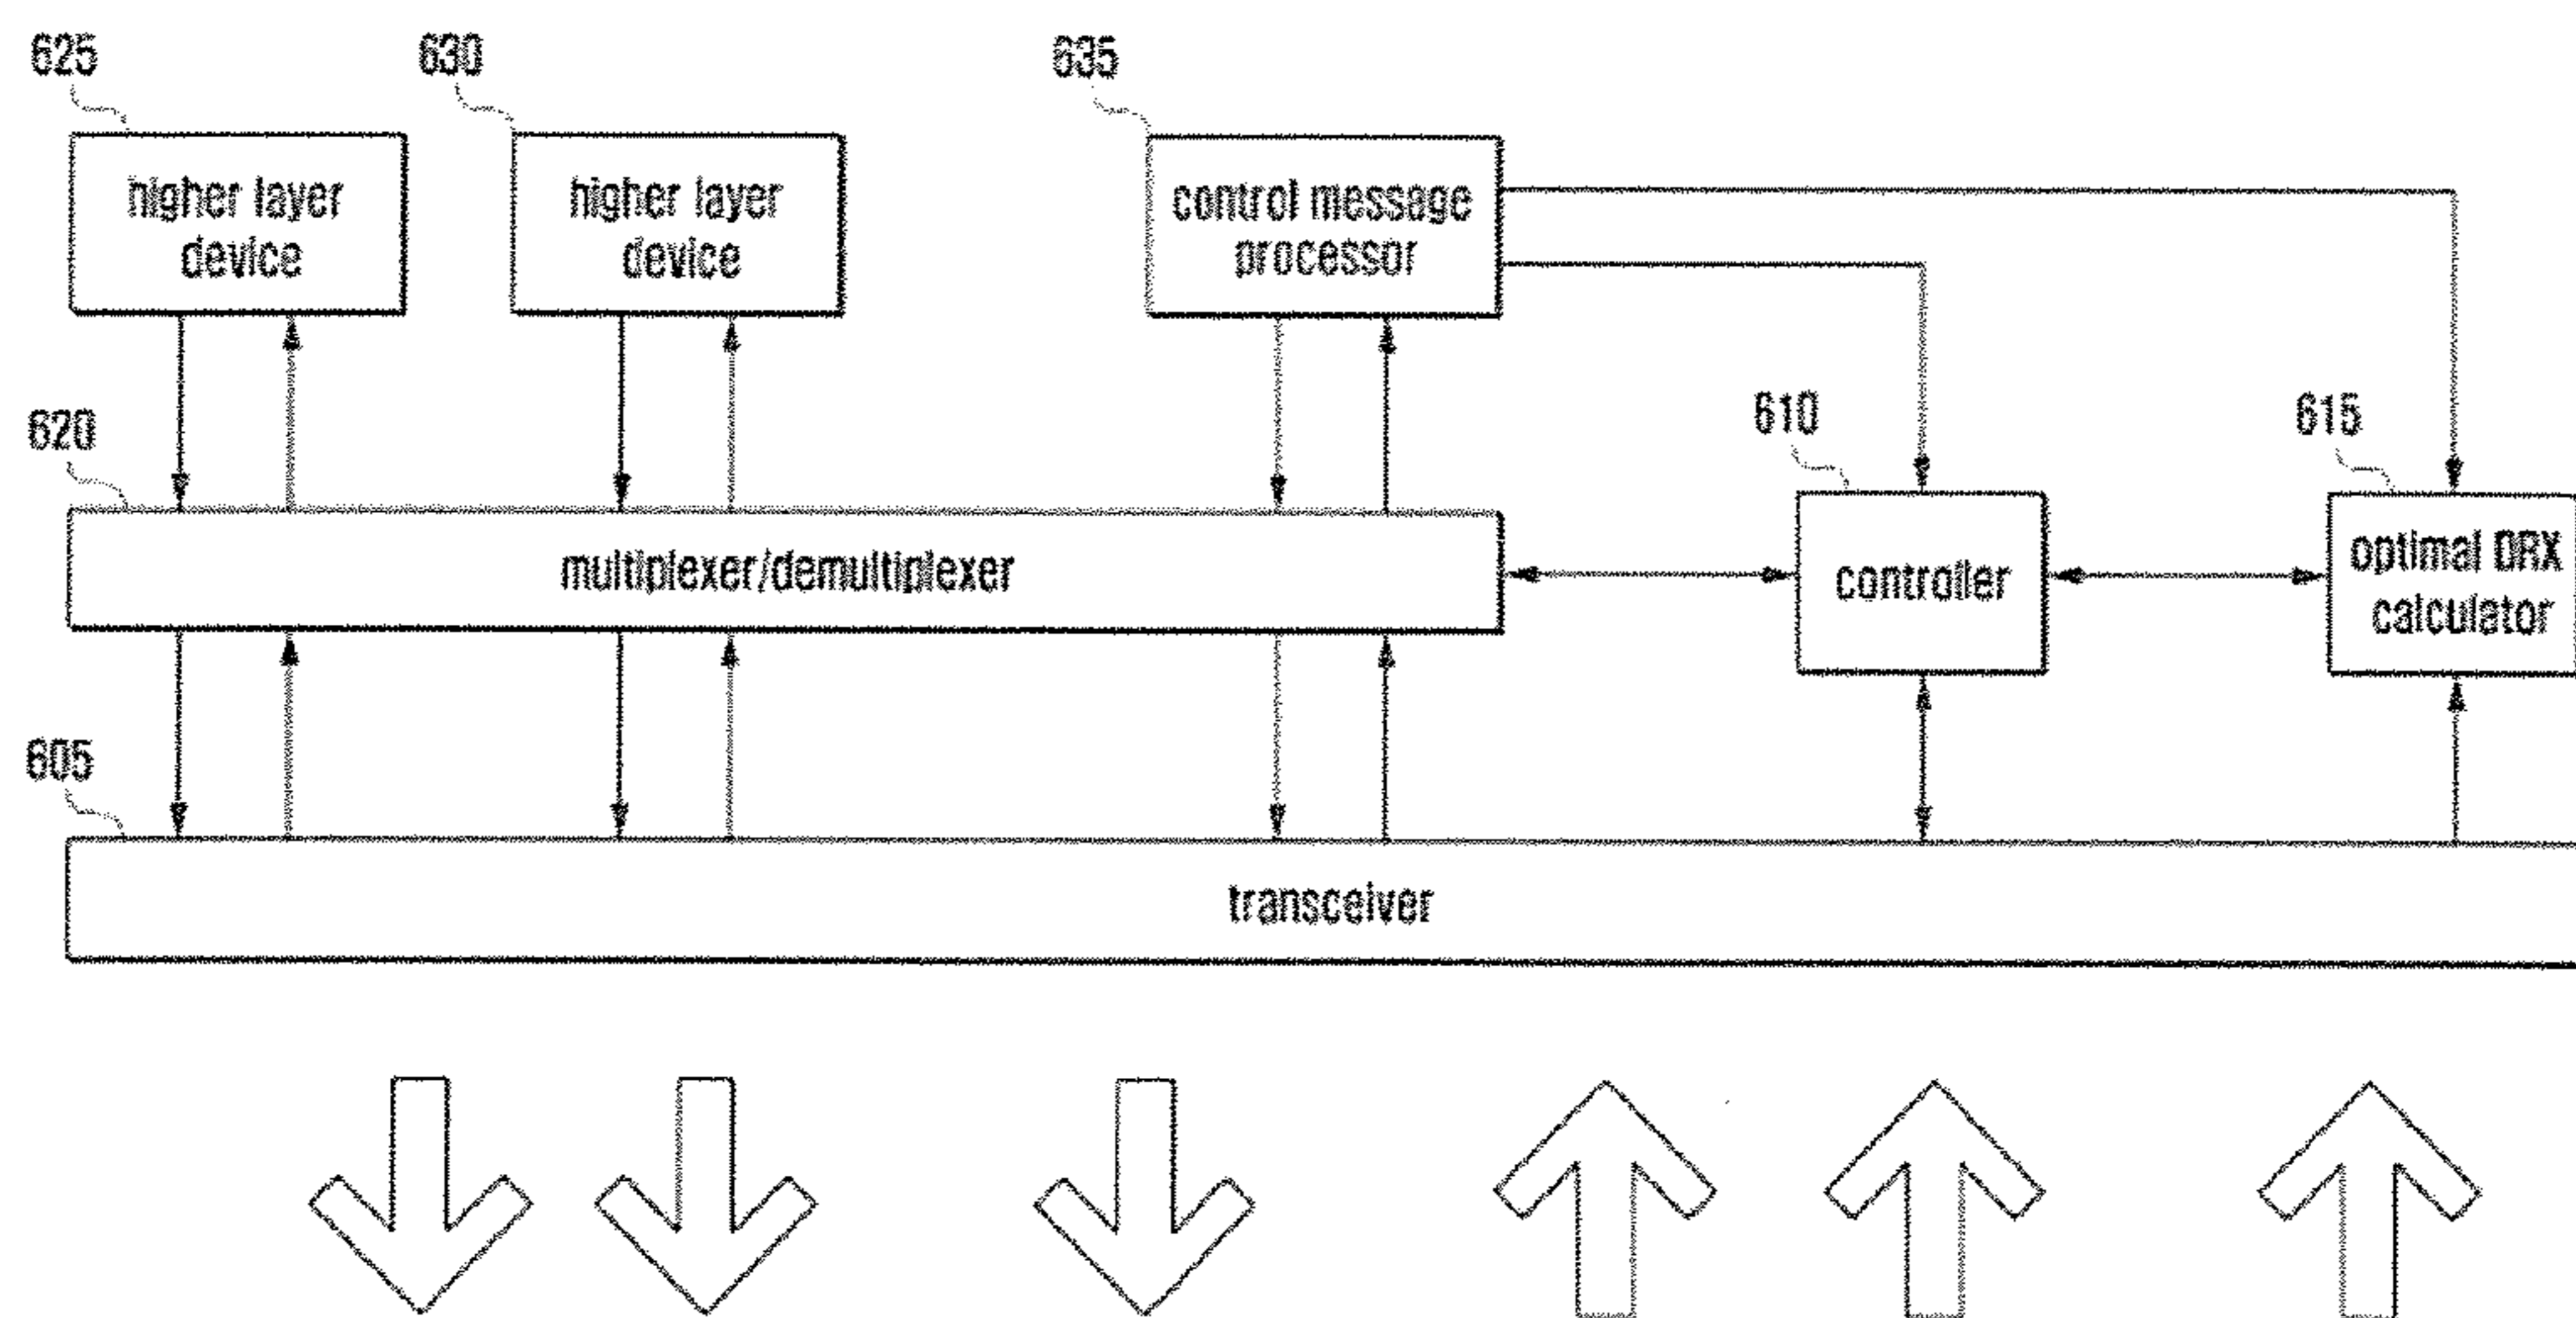 625
630
635
higher layer
device
higher layer
device
control message
processor
620
610
615
multiplexer/demultiplexer
controller
optimal DRX
calculator
605
transceiver